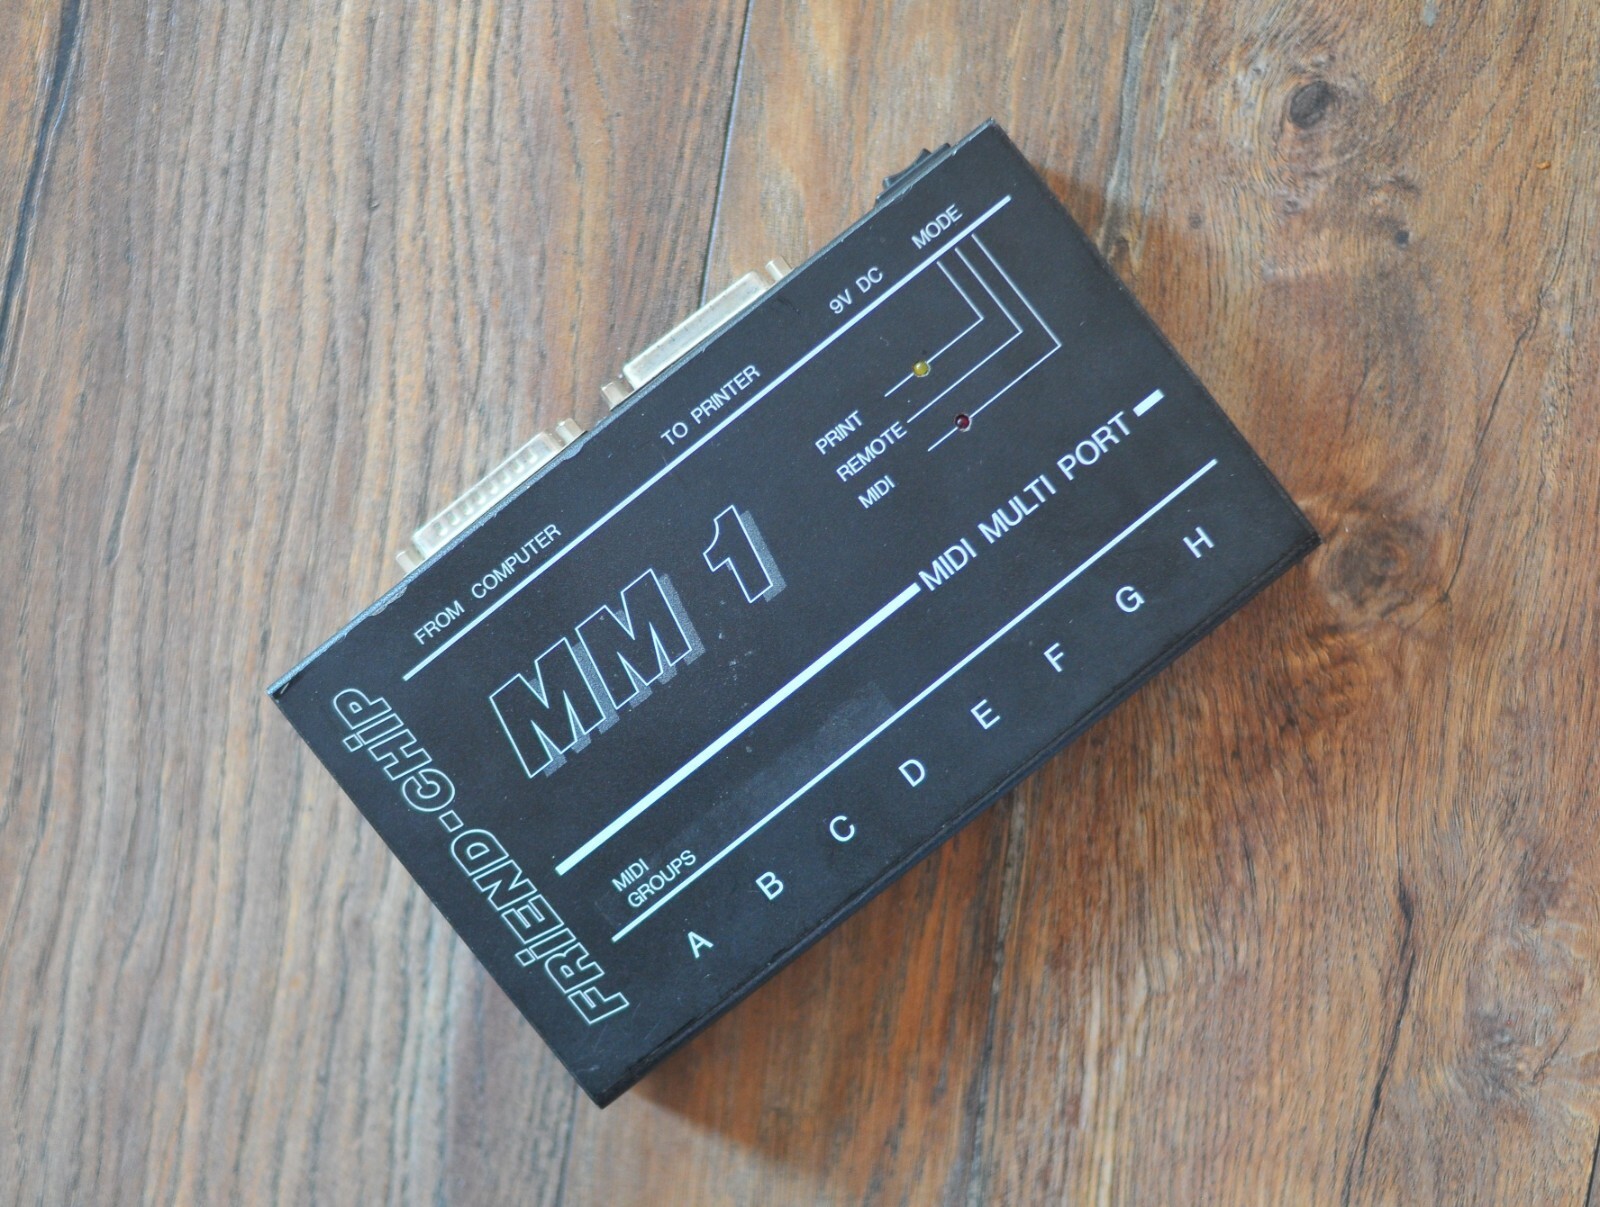 FRiEND-CHiP
FROM COMPUTER
TO PRINTER
9V DC
MODE
MM 1
PRINT
REMOTE
MIDI
MIDI MULTI PORT
MIDI
GROUPS
A B C D E F G H